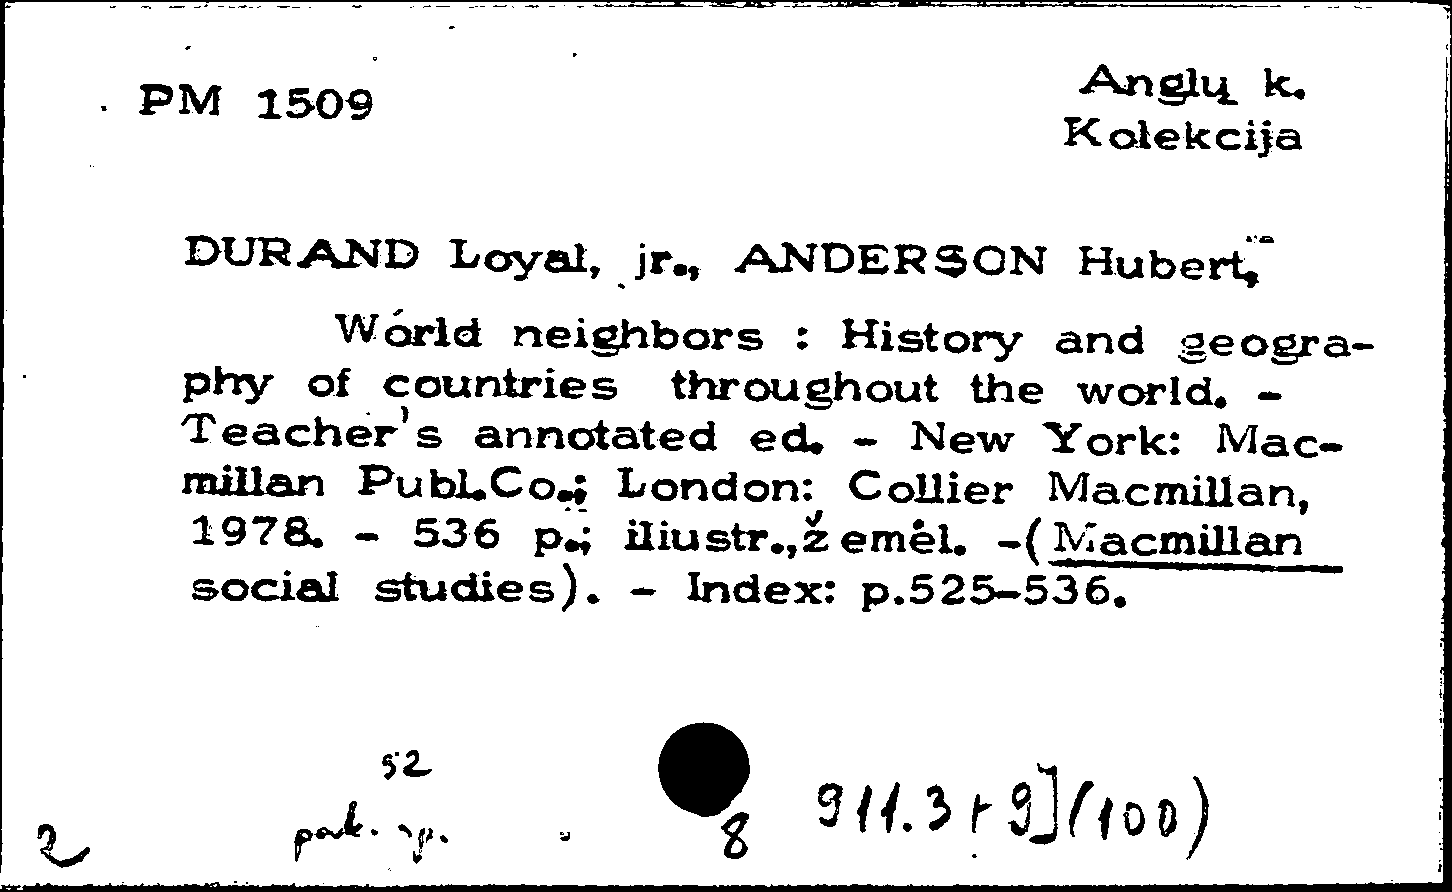 PM 1509
Anglų k.
Kolekcija
DURAND Loyal, jr., ANDERSON Hubert,
World neighbors : History and geogra-
phy of countries throughout the world. -
Teacher's annotated ed. - New York: Mac-
millan Publ.Co.; London: Collier Macmillan,
1978. - 536 p.; iliustr.,žemėl. -(Macmillan
social studies). - Index: p.525-536.
52
2
8
911.3+9](100)